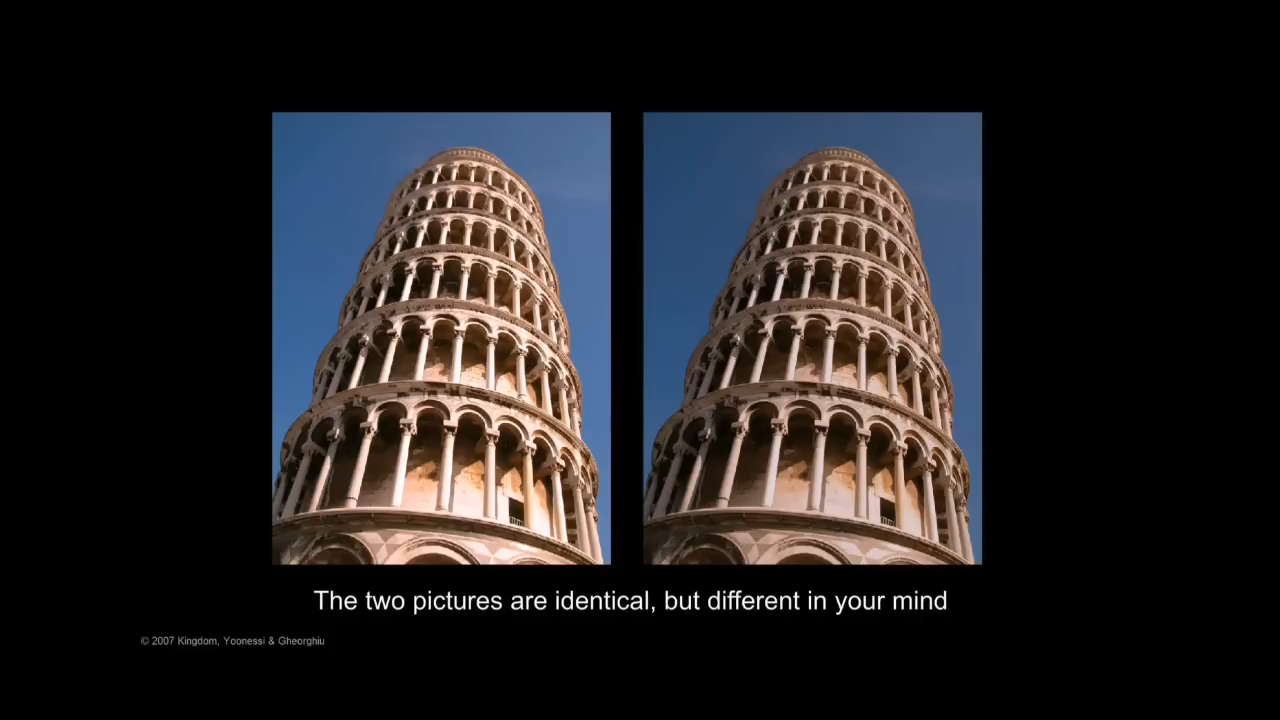 The two pictures are identical, but different in your mind
© 2007 Kingdom, Yoonessi & Gheorghiu